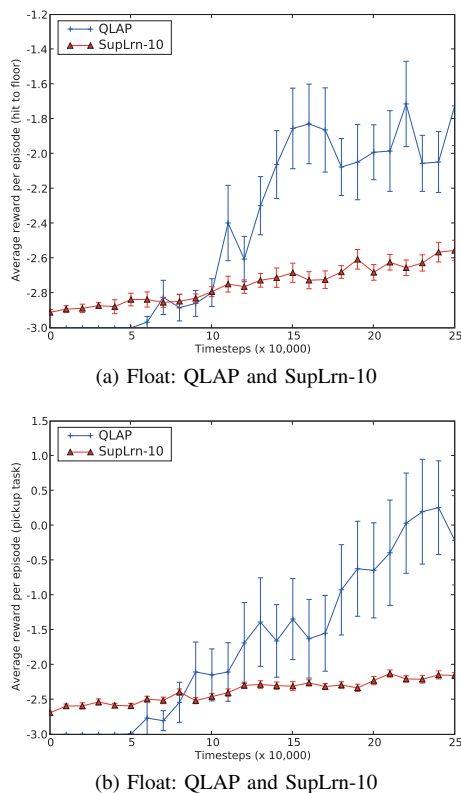 -1.2
QLAP
SupLrn-10
-1.4
-1.6
-1.8
-2.0
-2.2
-2.4
-2.6
-2.8
-3.0
Average reward per episode (hit to floor)
0 5 10 15 20 25
Timesteps (x 10,000)
(a) Float: QLAP and SupLrn-10
1.5
QLAP
SupLrn-10
1.0
0.5
0.0
-0.5
-1.0
-1.5
-2.0
-2.5
-3.0
Average reward per episode (pickup task)
0 5 10 15 20 25
Timesteps (x 10,000)
(b) Float: QLAP and SupLrn-10